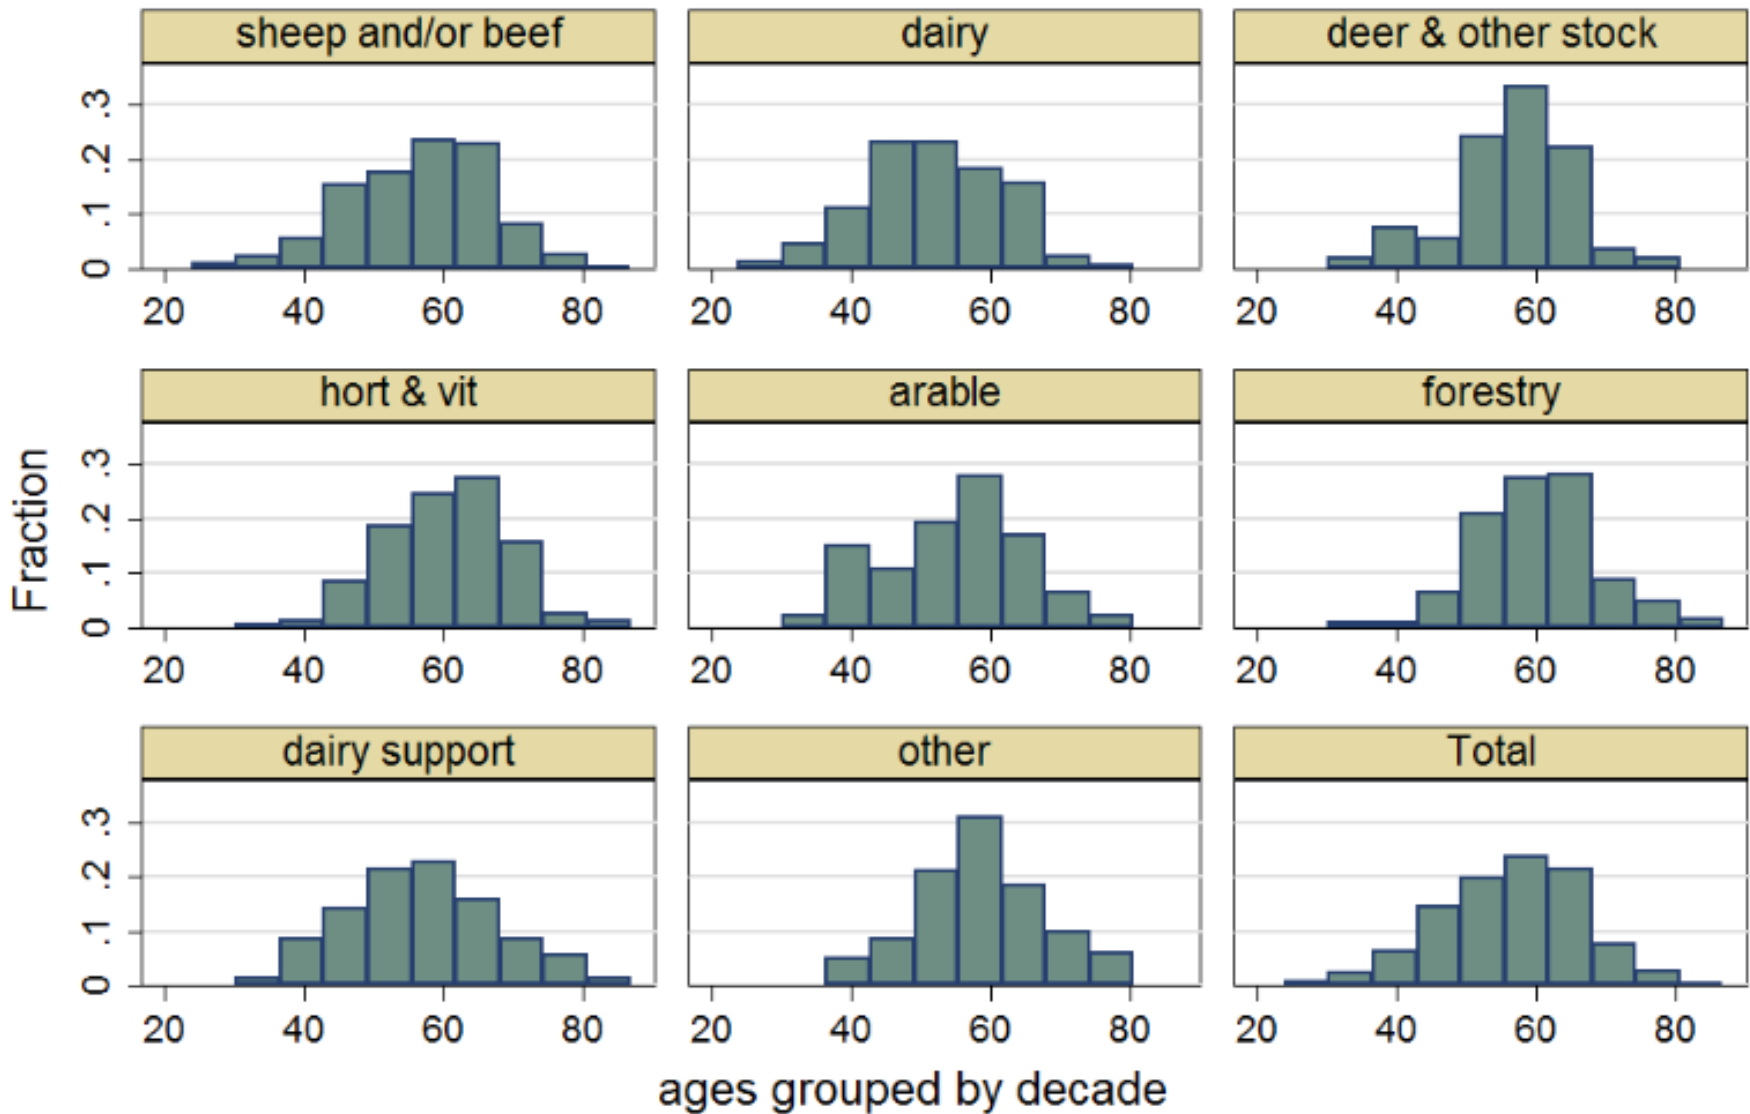 sheep and/or beef
dairy
deer & other stock
.3
.2
.1
0
20 40 60 80
20 40 60 80
20 40 60 80
hort & vit
arable
forestry
Fraction
.3
.2
.1
0
20 40 60 80
20 40 60 80
20 40 60 80
dairy support
other
Total
.3
.2
.1
0
20 40 60 80
20 40 60 80
20 40 60 80
ages grouped by decade